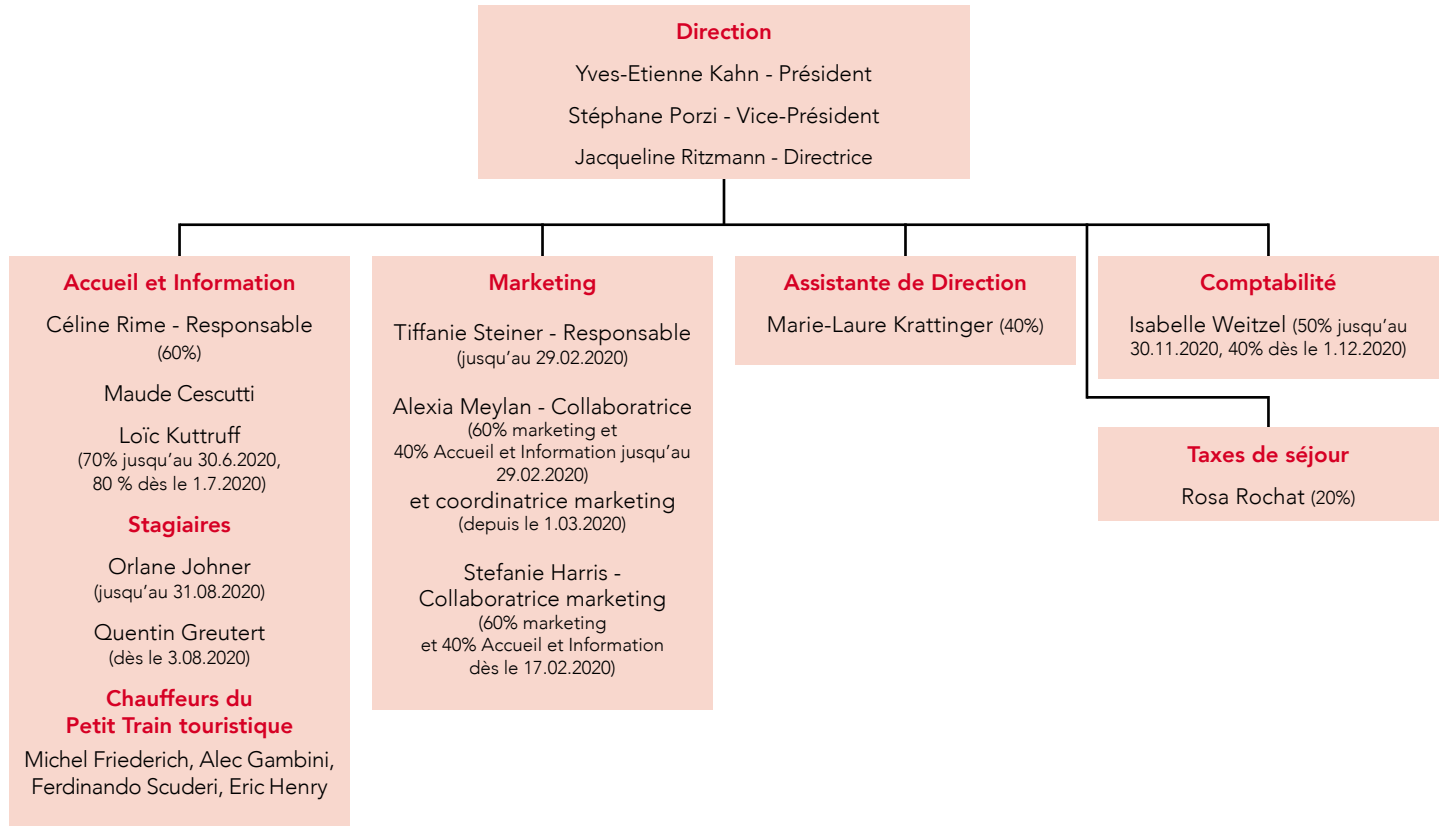 Direction
Yves-Etienne Kahn - Président
Stéphane Porzi - Vice-Président
Jacqueline Ritzmann - Directrice
Accueil et Information
Céline Rime - Responsable
(60%)
Maude Cescutti
Loïc Kuttruff
(70% jusqu'au 30.6.2020,
80 % dès le 1.7.2020)
Stagiaires
Orlane Johner
(jusqu'au 31.08.2020)
Quentin Greutert
(dès le 3.08.2020)
Chauffeurs du
Petit Train touristique
Michel Friederich, Alec Gambini,
Ferdinando Scuderi, Eric Henry
Marketing
Tiffanie Steiner - Responsable
(jusqu'au 29.02.2020)
Alexia Meylan - Collaboratrice
(60% marketing et
40% Accueil et Information jusqu'au
29.02.2020)
et coordinatrice marketing
(depuis le 1.03.2020)
Stefanie Harris -
Collaboratrice marketing
(60% marketing
et 40% Accueil et Information
dès le 17.02.2020)
Assistante de Direction
Marie-Laure Krattinger (40%)
Comptabilité
Isabelle Weitzel (50% jusqu'au
30.11.2020, 40% dès le 1.12.2020)
Taxes de séjour
Rosa Rochat (20%)